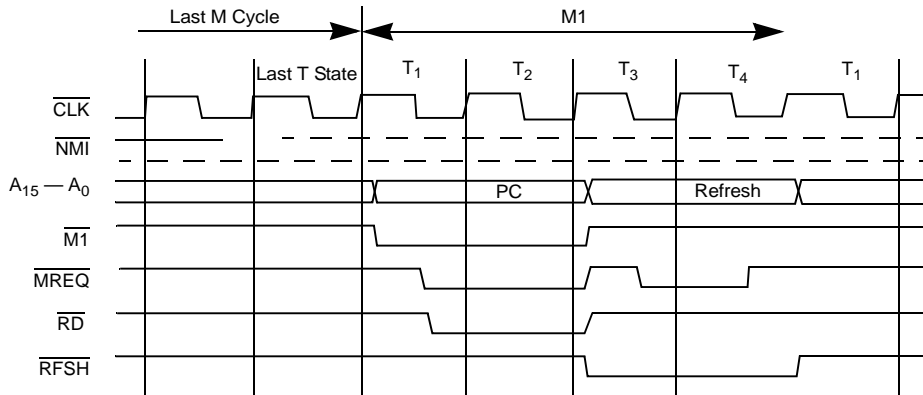 Last M Cycle M1
Last T State T1 T2 T3 T4 T1
CLK
NMI
A15 — A0 PC Refresh
M1
MREQ
RD
RFSH